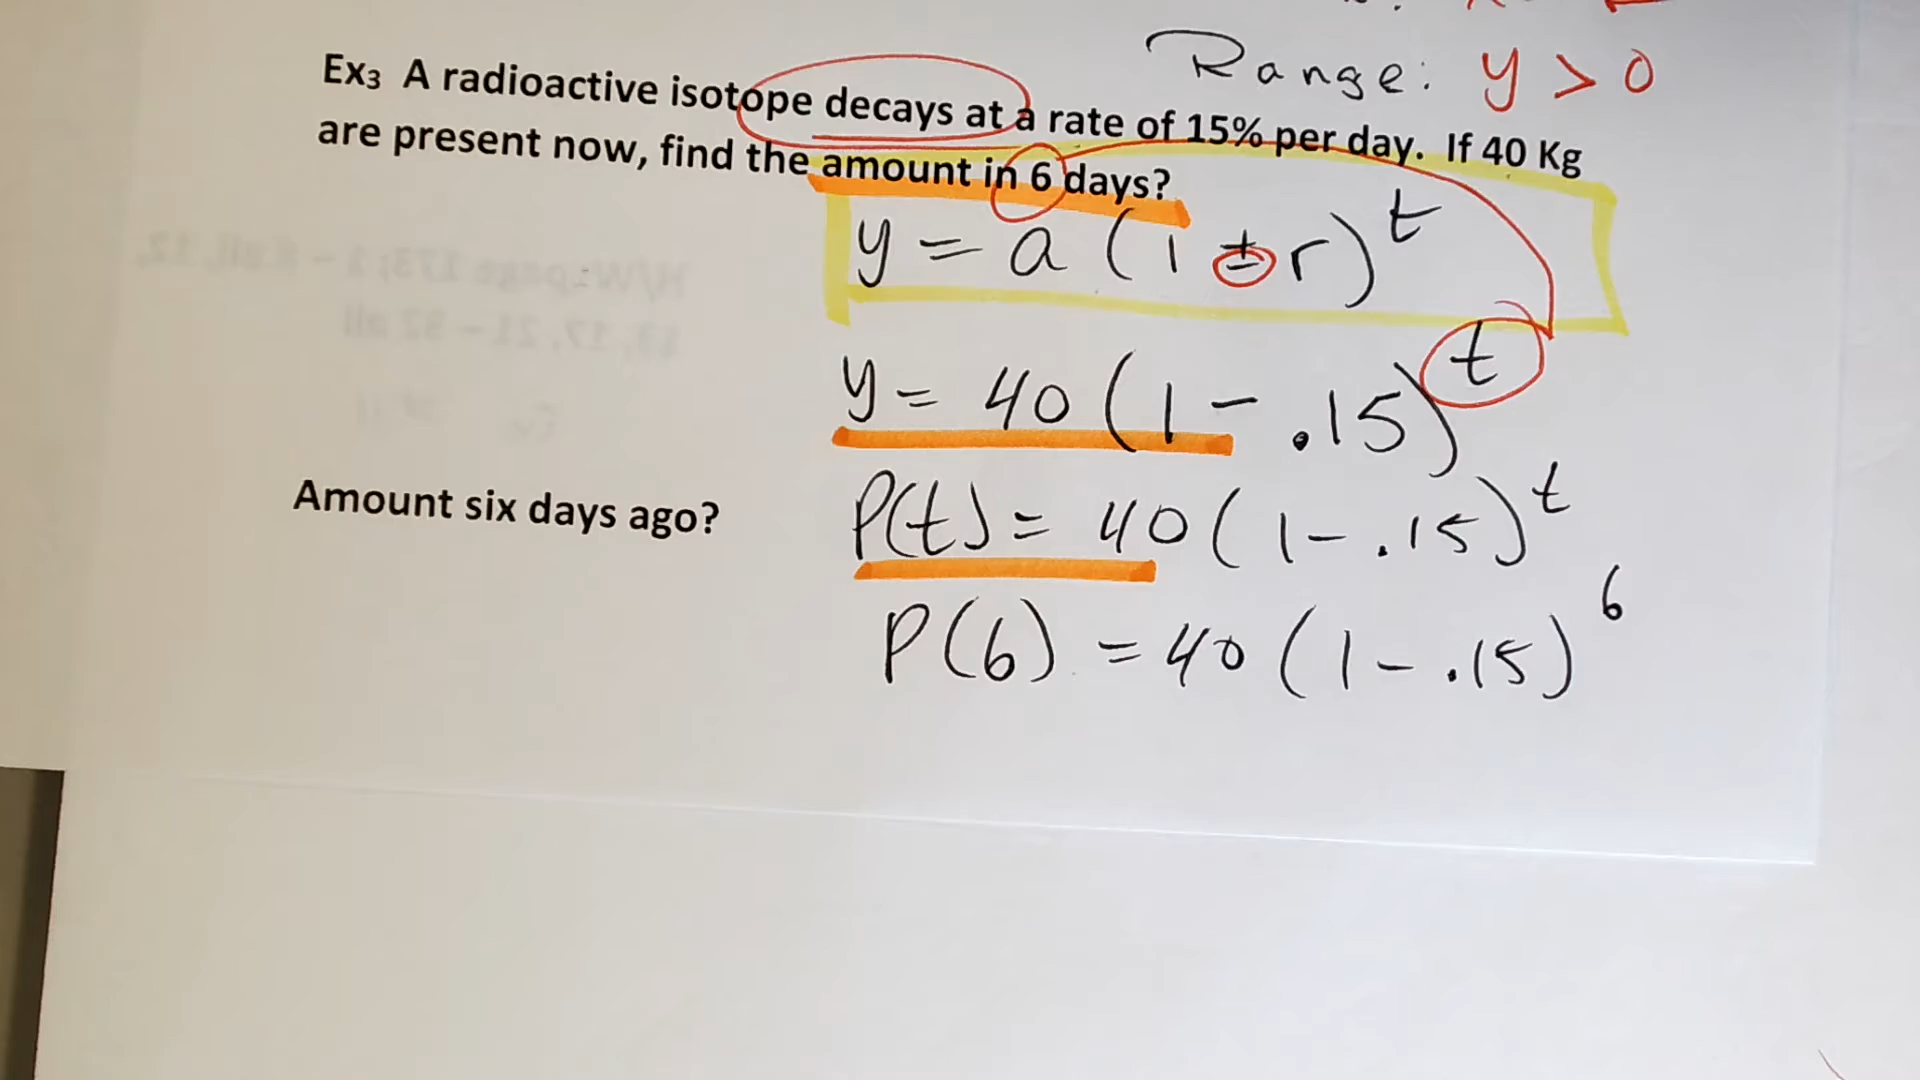 Range: y > 0
Ex3 A radioactive isotope decays at a rate of 15% per day. If 40 Kg
are present now, find the amount in 6 days?
y = a (1 ± r)^t
y = 40 (1 - .15)^t
Amount six days ago?
P(t) = 40 (1 - .15)^t
P(6) = 40 (1 - .15)^6